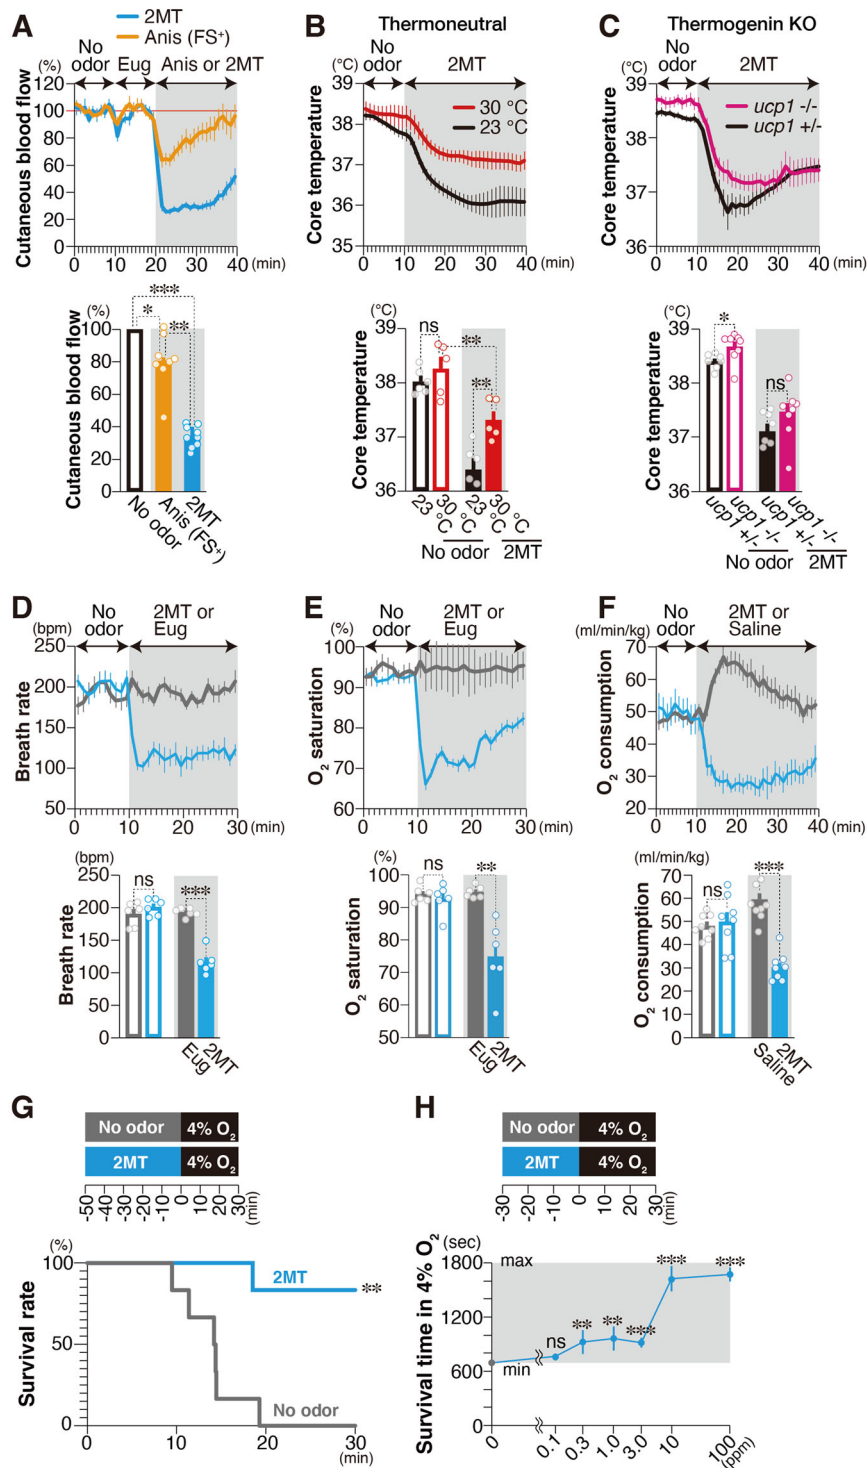 A
2MT
Anis (FS⁺)
(%)
No odor
Eug
Anis or 2MT
Cutaneous blood flow
120
100
80
60
40
20
0
0 10 20 30 40 (min)
(%)
***
*
**
Cutaneous blood flow
100
80
60
40
20
0
No odor
Anis (FS⁺)
2MT
B
Thermoneutral
(°C)
No odor
2MT
Core temperature
39
38
37
36
35
30 °C
23 °C
0 10 20 30 40 (min)
(°C)
ns
**
**
Core temperature
39
38
37
36
23 °C
30 °C
23 °C
30 °C
No odor
2MT
C
Thermogenin KO
(°C)
No odor
2MT
Core temperature
39
38
37
36
ucp1 -/-
ucp1 +/-
0 10 20 30 40 (min)
(°C)
*
ns
Core temperature
39
38
37
36
ucp1 +/-
ucp1 -/-
ucp1 +/-
ucp1 -/-
No odor
2MT
D
(bpm)
No odor
2MT or Eug
Breath rate
250
200
150
100
50
0 10 20 30 (min)
(bpm)
ns
***
Breath rate
250
200
150
100
50
0
Eug
2MT
E
(%)
No odor
2MT or Eug
O₂ saturation
100
90
80
70
60
0 10 20 30 (min)
(%)
ns
**
O₂ saturation
100
90
80
70
60
50
Eug
2MT
F
(ml/min/kg)
No odor
2MT or Saline
O₂ consumption
70
60
50
40
30
20
0 10 20 30 40 (min)
(ml/min/kg)
ns
***
O₂ consumption
70
60
50
40
30
20
10
0
Saline
2MT
G
No odor 4% O₂
2MT 4% O₂
-50 -40 -30 -20 -10 0 10 20 30 (min)
(%)
Survival rate
100
50
0
2MT
**
No odor
0 10 20 30 (min)
H
No odor 4% O₂
2MT 4% O₂
-30 -20 -10 0 10 20 30 (min)
Survival time in 4% O₂
(sec)
1800
1200
600
0
max
min
ns
**
**
***
***
***
0 0.1 0.3 1.0 3.0 10 100 (ppm)